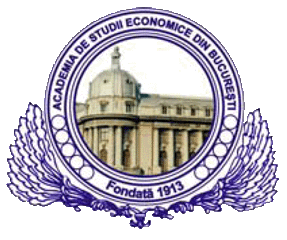 ACADEMIA DE STUDII ECONOMICE DIN BUCUREȘTI
Fondată 1913